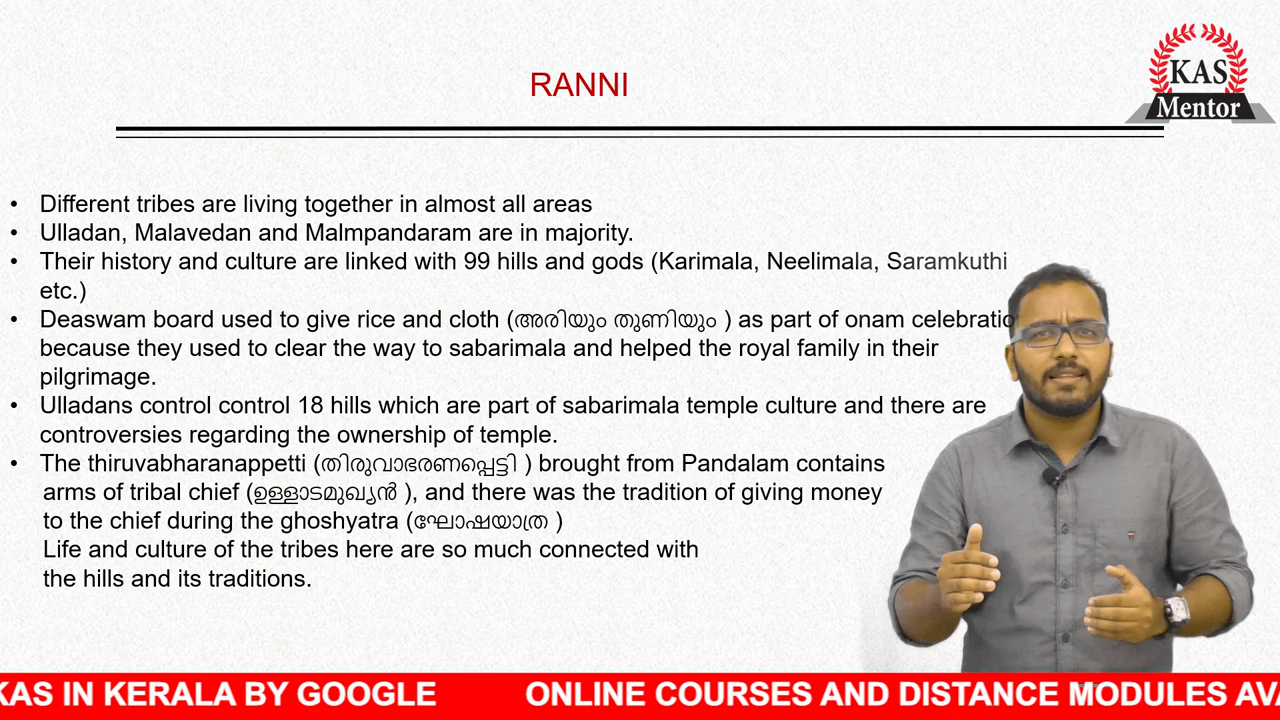 KAS
Mentor
RANNI
• Different tribes are living together in almost all areas
• Ulladan, Malavedan and Malmpandaram are in majority.
• Their history and culture are linked with 99 hills and gods (Karimala, Neelimala, Saramkuthi
etc.)
• Deaswam board used to give rice and cloth (അരിയും തുണിയും ) as part of onam celebratio
because they used to clear the way to sabarimala and helped the royal family in their
pilgrimage.
• Ulladans control control 18 hills which are part of sabarimala temple culture and there are
controversies regarding the ownership of temple.
• The thiruvabharanappetti (തിരുവാഭരണപ്പെട്ടി ) brought from Pandalam contains
arms of tribal chief (ഉള്ളാടമുഖ്യൻ ), and there was the tradition of giving money
to the chief during the ghoshyatra (ഘോഷയാത്ര )
Life and culture of the tribes here are so much connected with
the hills and its traditions.
KAS IN KERALA BY GOOGLE ONLINE COURSES AND DISTANCE MODULES AVA